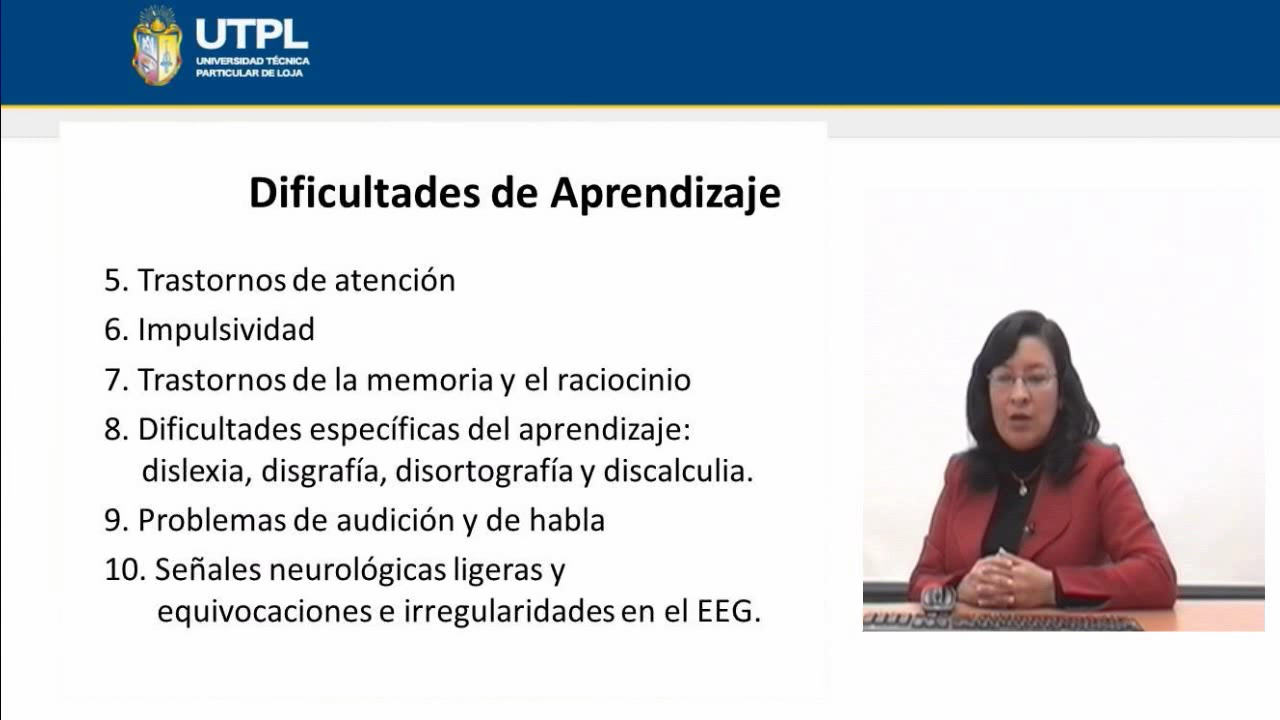 UTPL
UNIVERSIDAD TÉCNICA
PARTICULAR DE LOJA
Dificultades de Aprendizaje
5. Trastornos de atención
6. Impulsividad
7. Trastornos de la memoria y el raciocinio
8. Dificultades específicas del aprendizaje:
dislexia, disgrafía, disortografía y discalculia.
9. Problemas de audición y de habla
10. Señales neurológicas ligeras y
equivocaciones e irregularidades en el EEG.